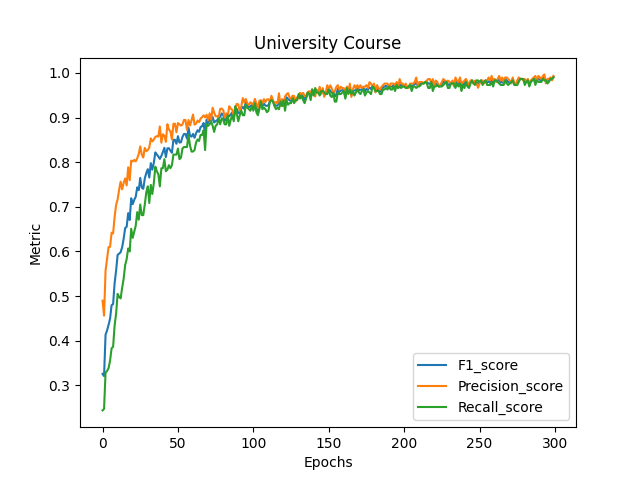 University Course
1.0
0.9
0.8
0.7
0.6
0.5
0.4
0.3
Metric
F1_score
Precision_score
Recall_score
0 50 100 150 200 250 300
Epochs